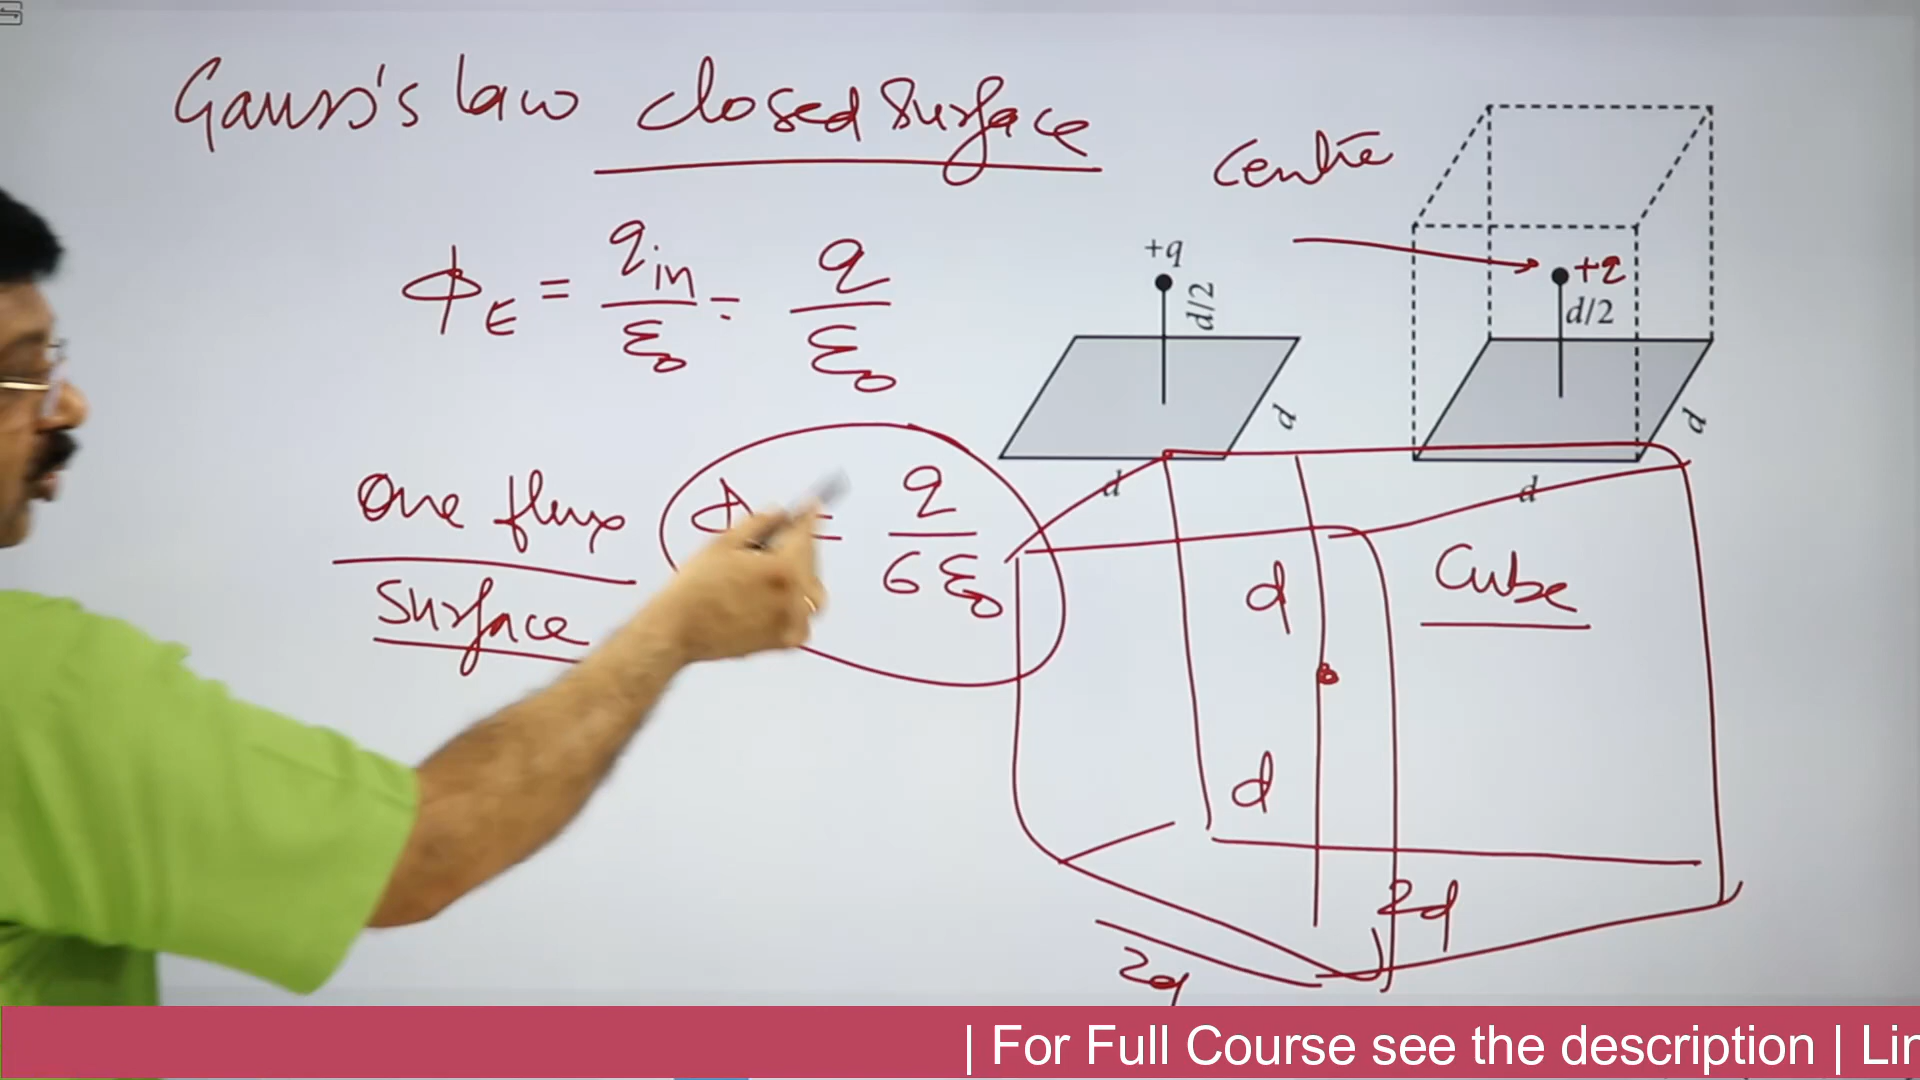 Gauss's law closed surface
centre
ϕE = qin/ε0 = q/ε0
+q
d/2
d
d
+q
d/2
d
d
One flux
surface
= q/6ε0
Cube
d
d
2d
| For Full Course see the description | Lin